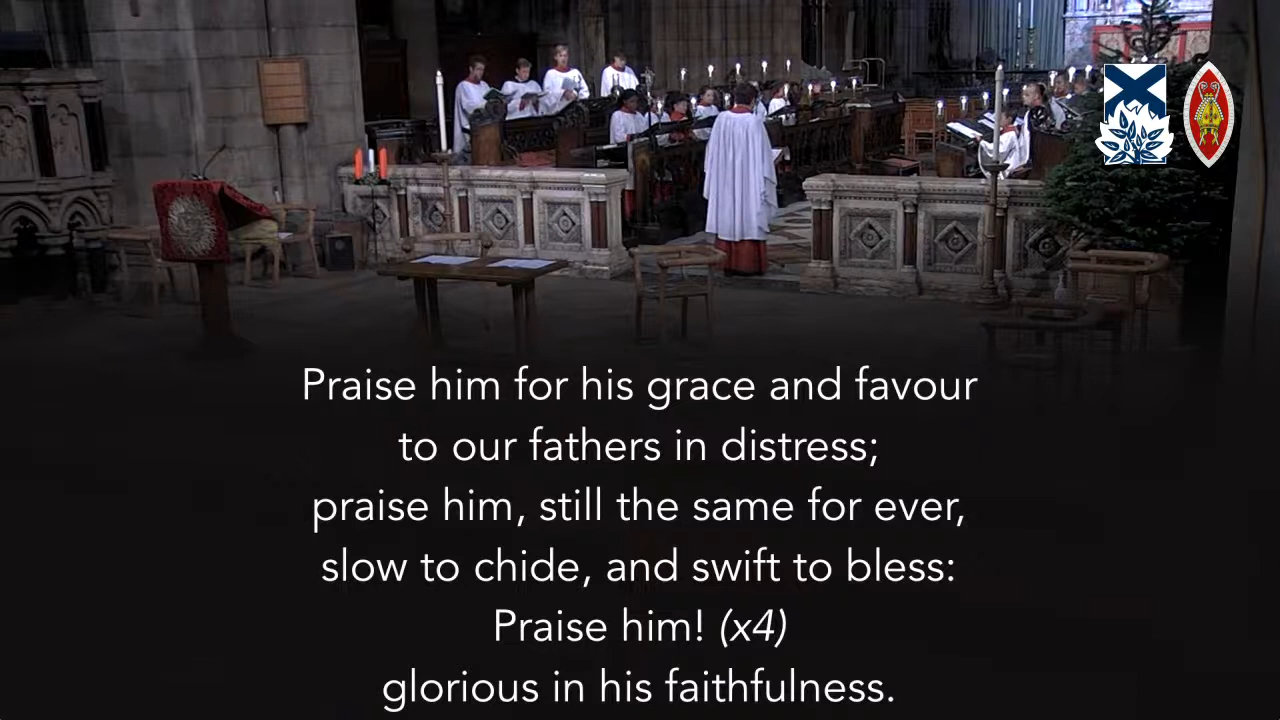 Praise him for his grace and favour
to our fathers in distress;
praise him, still the same for ever,
slow to chide, and swift to bless:
Praise him! (x4)
glorious in his faithfulness.